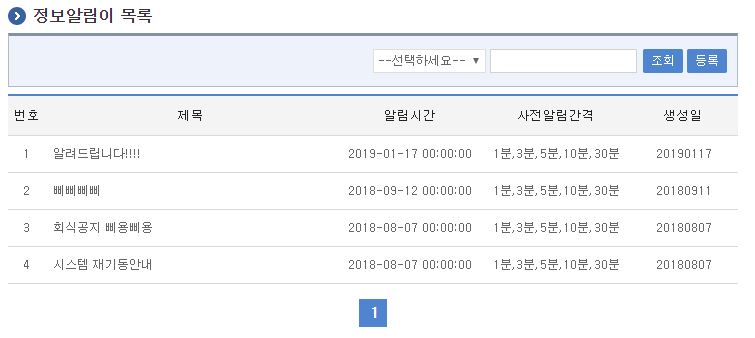 정보알림이 목록
--선택하세요-- ▼ 조회 등록
번호 제목 알림시간 사전알림간격 생성일
1 알려드립니다!!!! 2019-01-17 00:00:00 1분,3분,5분,10분,30분 20190117
2 삐삐삐삐 2018-09-12 00:00:00 1분,3분,5분,10분,30분 20180911
3 회식공지 삐용삐용 2018-08-07 00:00:00 1분,3분,5분,10분,30분 20180807
4 시스템 재기동안내 2018-08-07 00:00:00 1분,3분,5분,10분,30분 20180807
1